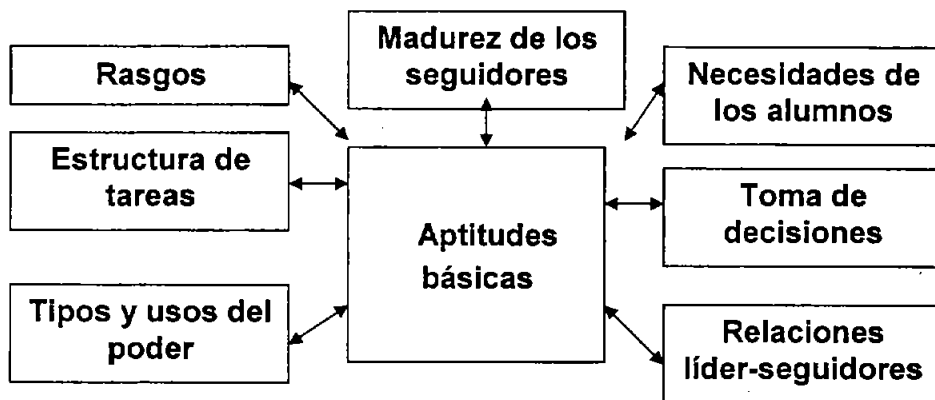 Rasgos
Madurez de los
seguidores
Necesidades de
los alumnos
Estructura de
tareas
Aptitudes
básicas
Toma de
decisiones
Tipos y usos del
poder
Relaciones
líder-seguidores